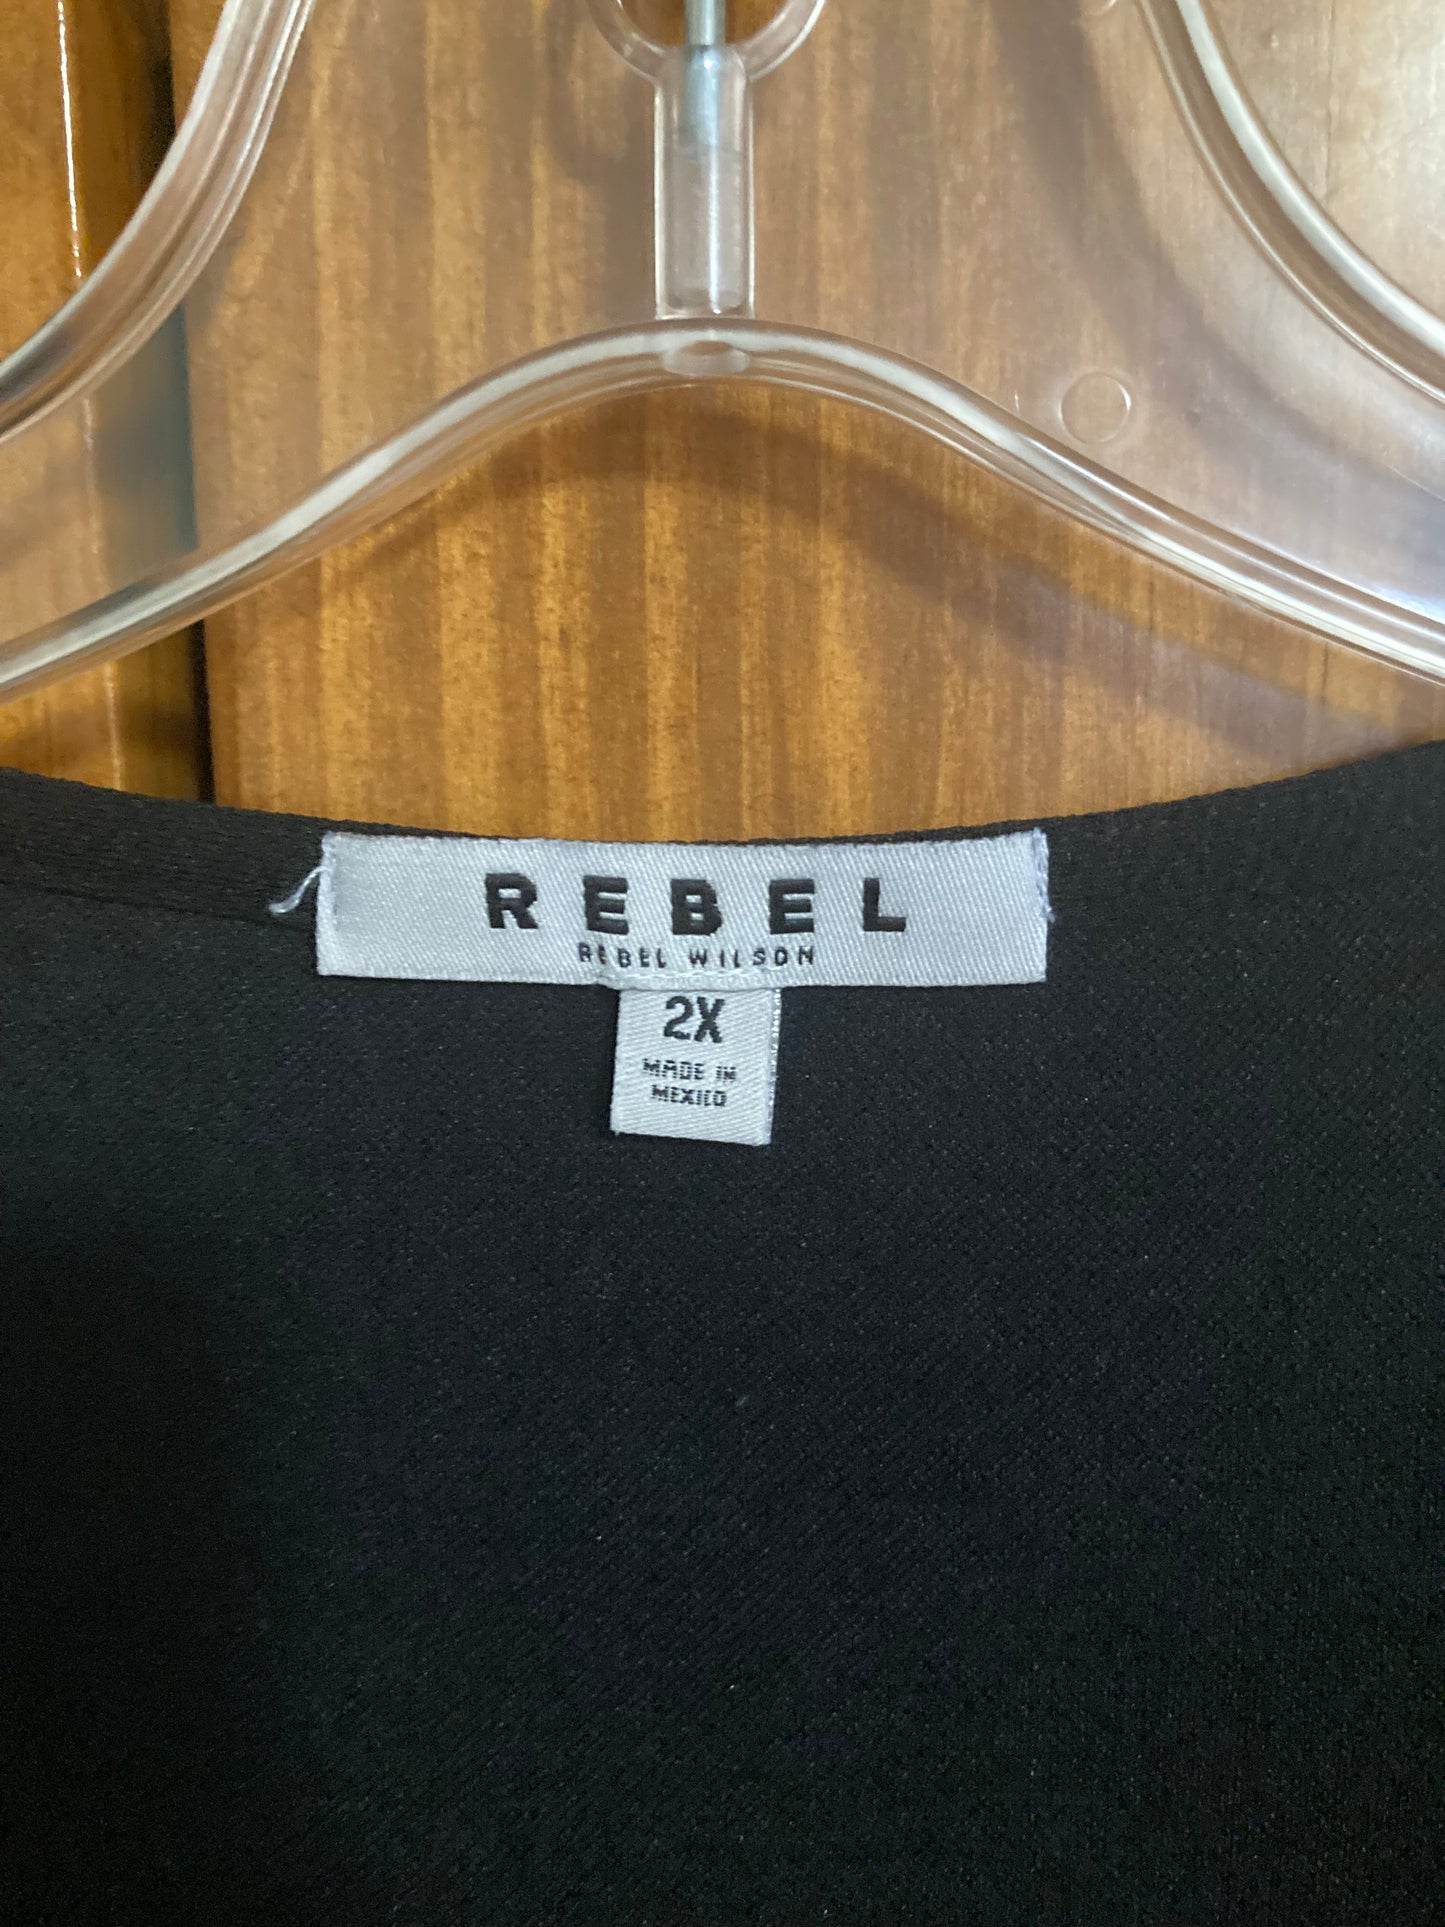 REBEL
REBEL WILSON
2X
MADE IN
MEXICO